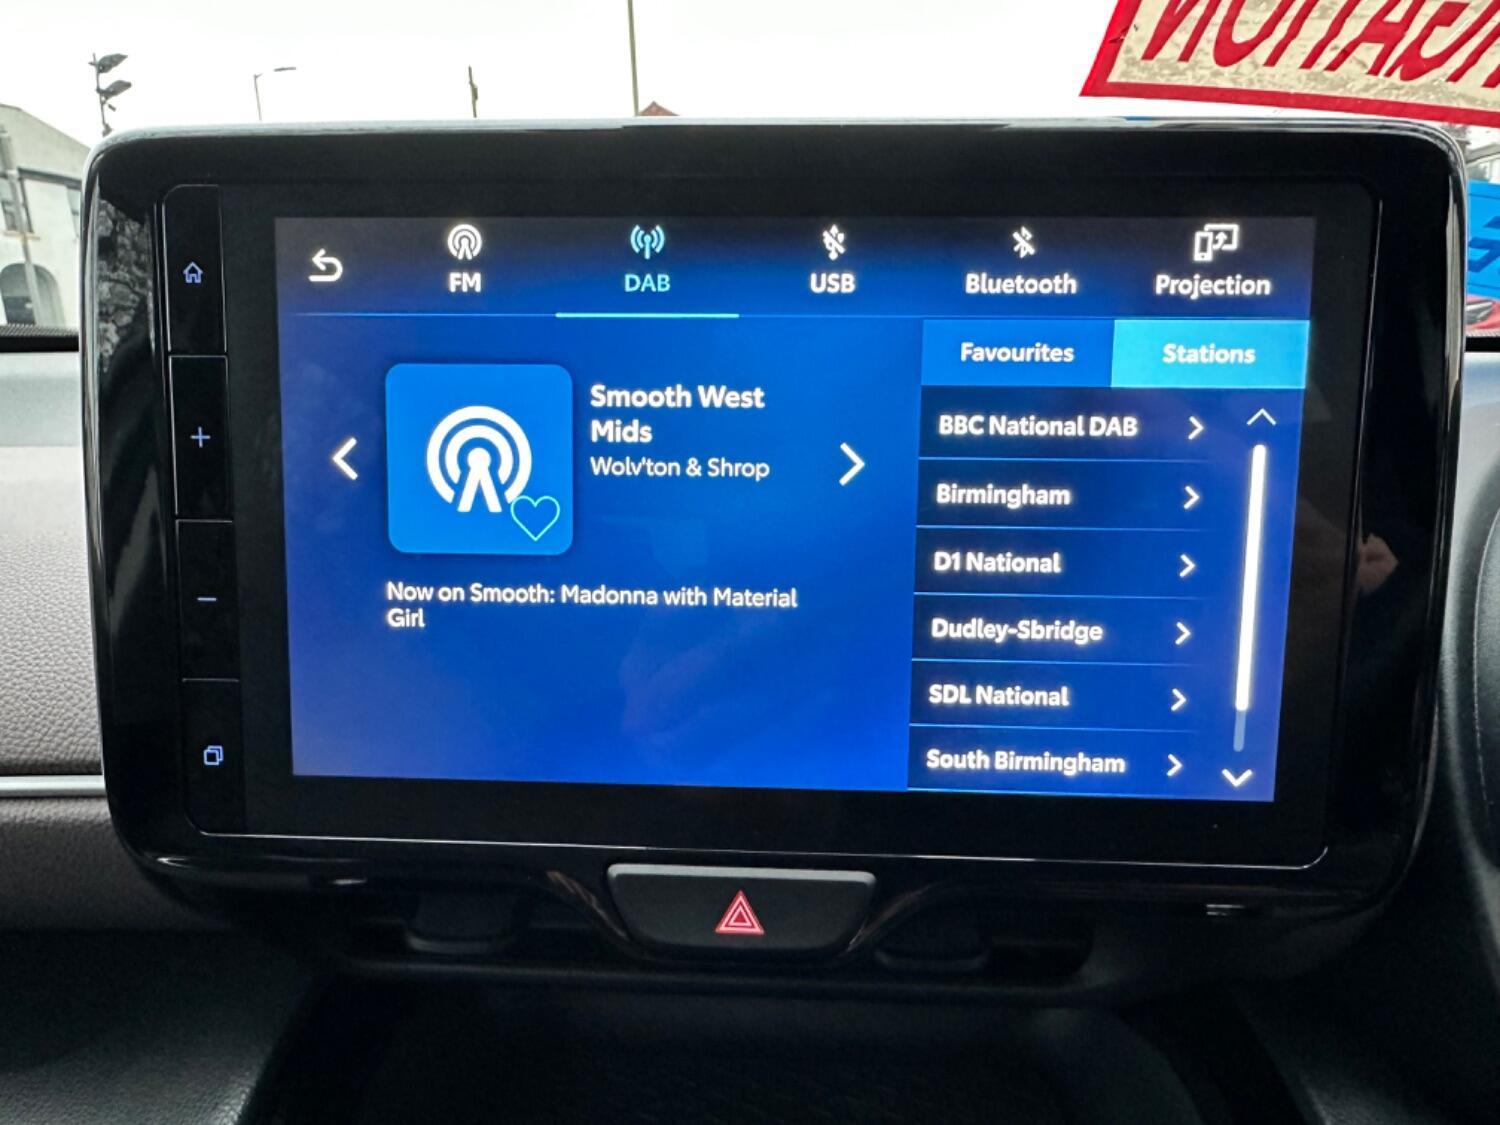 FM
DAB
USB
Bluetooth
Projection
Favourites
Stations
Smooth West
Mids
Wolv'ton & Shrop
Now on Smooth: Madonna with Material
Girl
BBC National DAB
Birmingham
D1 National
Dudley-Sbridge
SDL National
South Birmingham